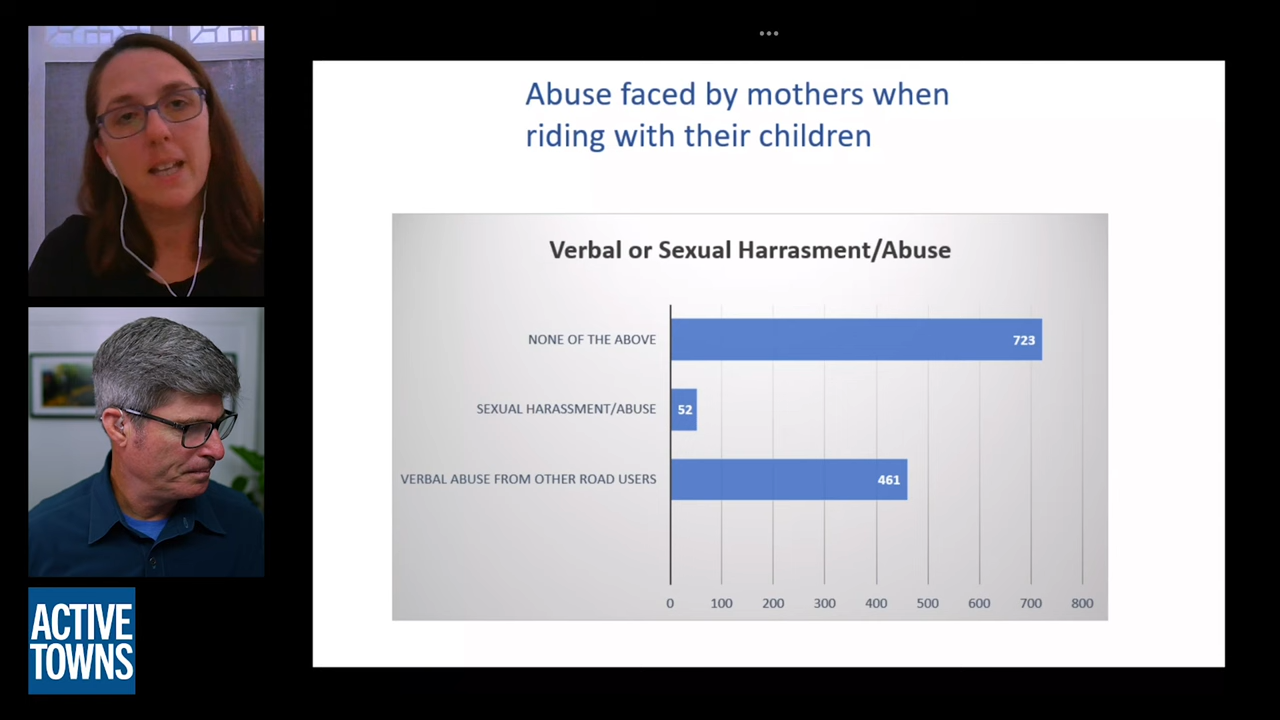 Abuse faced by mothers when
riding with their children
Verbal or Sexual Harrasment/Abuse
NONE OF THE ABOVE
723
SEXUAL HARASSMENT/ABUSE
52
VERBAL ABUSE FROM OTHER ROAD USERS
461
0 100 200 300 400 500 600 700 800
ACTIVE
TOWNS